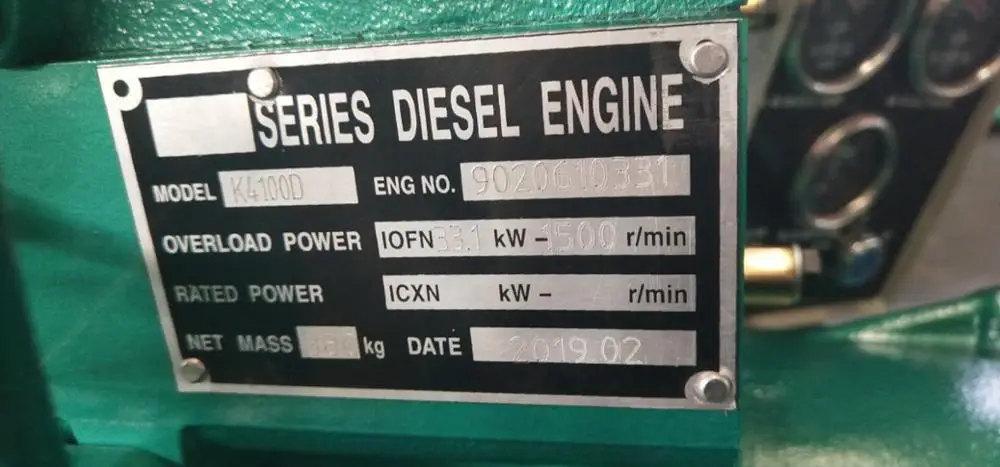 SERIES DIESEL ENGINE
MODEL K4100D ENG NO. 9020610331
OVERLOAD POWER IOFN 33.1 kW – 1500 r/min
RATED POWER ICXN kW – r/min
NET MASS kg DATE 2019.02